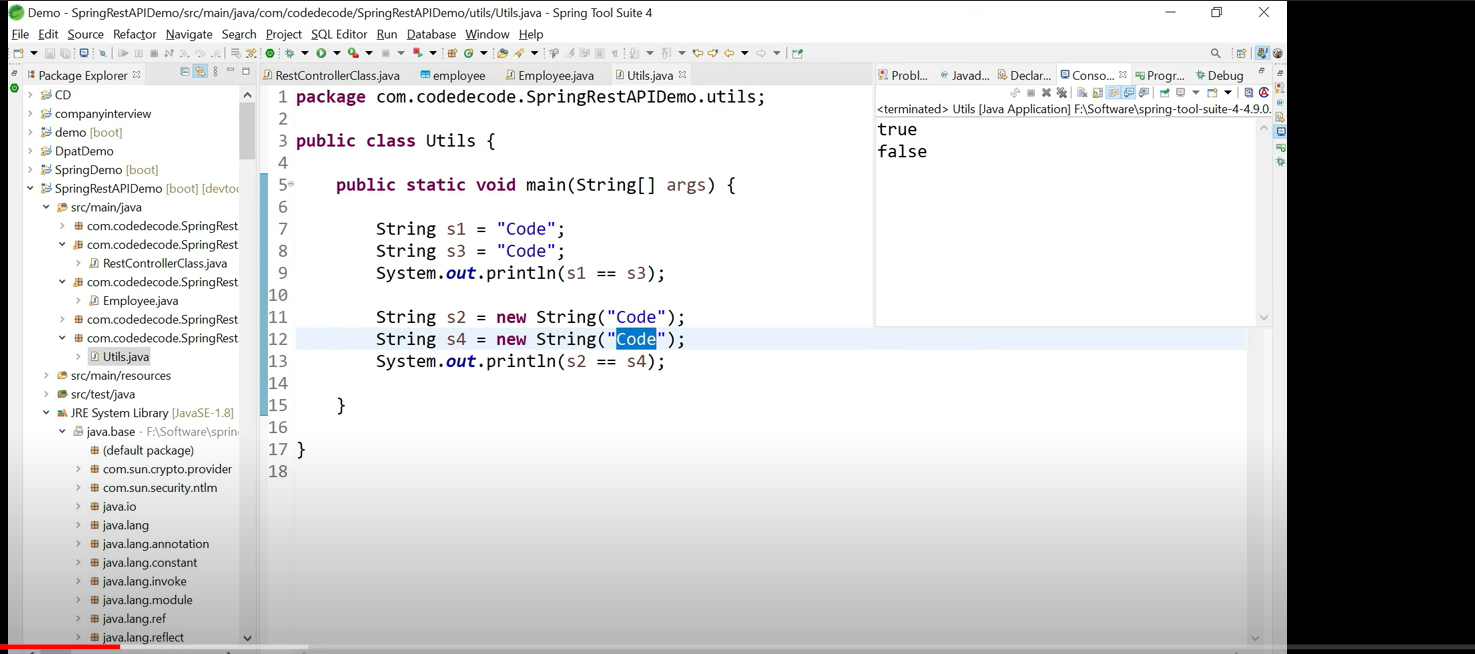 Demo - SpringRestAPIDemo/src/main/java/com/codedecode/SpringRestAPIDemo/utils/Utils.java - Spring Tool Suite 4
File Edit Source Refactor Navigate Search Project SQL Editor Run Database Window Help
Package Explorer
CD
companyinterview
demo [boot]
DpatDemo
SpringDemo [boot]
SpringRestAPIDemo [boot] [devtoo
src/main/java
com.codedecode.SpringRest
com.codedecode.SpringRest
RestControllerClass.java
com.codedecode.SpringRest
Employee.java
com.codedecode.SpringRest
com.codedecode.SpringRest
Utils.java
src/main/resources
src/test/java
JRE System Library [JavaSE-1.8]
java.base - F:\Software\sprin
(default package)
com.sun.crypto.provider
com.sun.security.ntlm
java.io
java.lang
java.lang.annotation
java.lang.constant
java.lang.invoke
java.lang.module
java.lang.ref
java.lang.reflect
RestControllerClass.java employee Employee.java Utils.java
1 package com.codedecode.SpringRestAPIDemo.utils;
2
3 public class Utils {
4
5 public static void main(String[] args) {
6
7 String s1 = "Code";
8 String s3 = "Code";
9 System.out.println(s1 == s3);
10
11 String s2 = new String("Code");
12 String s4 = new String("Code");
13 System.out.println(s2 == s4);
14
15 }
16
17 }
18
Probl... Javad... Declar... Conso... Progr... Debug
<terminated> Utils [Java Application] F:\Software\spring-tool-suite-4-4.9.0.
true
false